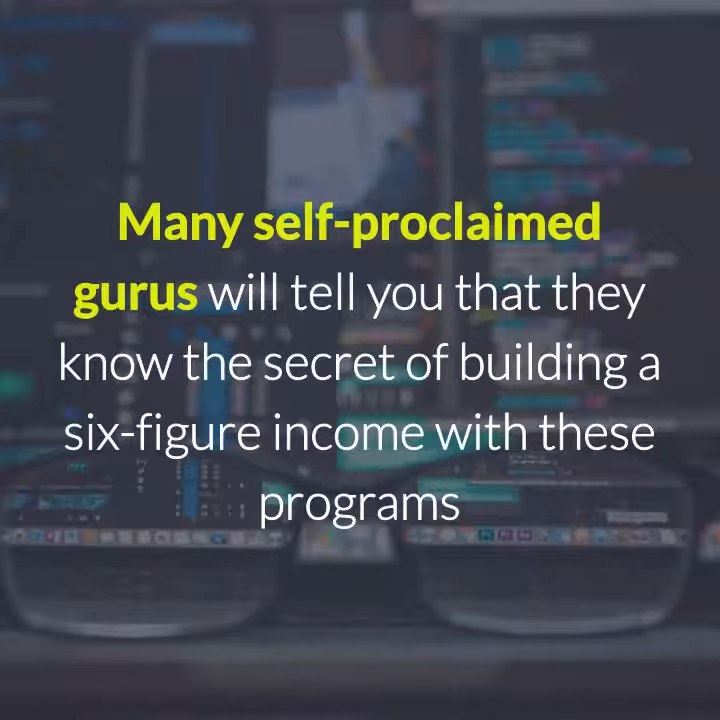 Many self-proclaimed
gurus will tell you that they
know the secret of building a
six-figure income with these
programs